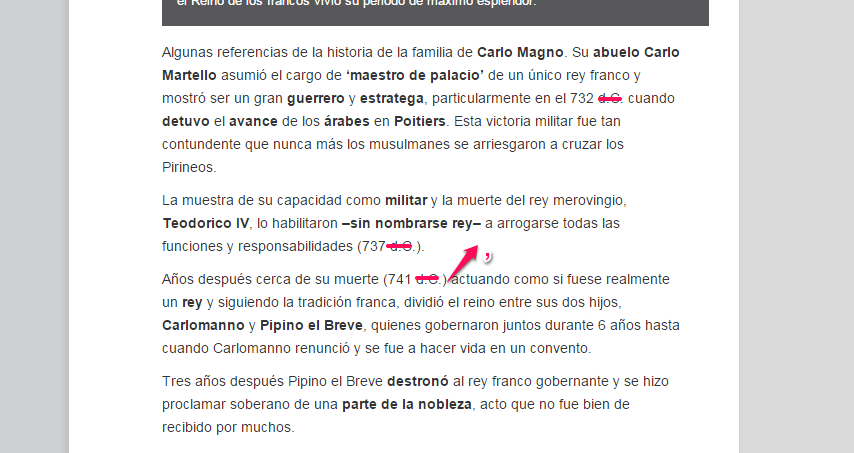 el Reino de los francos vivió su período de máximo esplendor.
Algunas referencias de la historia de la familia de Carlo Magno. Su abuelo Carlo
Martello asumió el cargo de ‘maestro de palacio’ de un único rey franco y
mostró ser un gran guerrero y estratega, particularmente en el 732 d.C. cuando
detuvo el avance de los árabes en Poitiers. Esta victoria militar fue tan
contundente que nunca más los musulmanes se arriesgaron a cruzar los
Pirineos.
La muestra de su capacidad como militar y la muerte del rey merovingio,
Teodorico IV, lo habilitaron –sin nombrarse rey– a arrogarse todas las
funciones y responsabilidades (737 d.C.).
,
Años después cerca de su muerte (741 d.C.) actuando como si fuese realmente
un rey y siguiendo la tradición franca, dividió el reino entre sus dos hijos,
Carlomanno y Pipino el Breve, quienes gobernaron juntos durante 6 años hasta
cuando Carlomanno renunció y se fue a hacer vida en un convento.
Tres años después Pipino el Breve destronó al rey franco gobernante y se hizo
proclamar soberano de una parte de la nobleza, acto que no fue bien de
recibido por muchos.